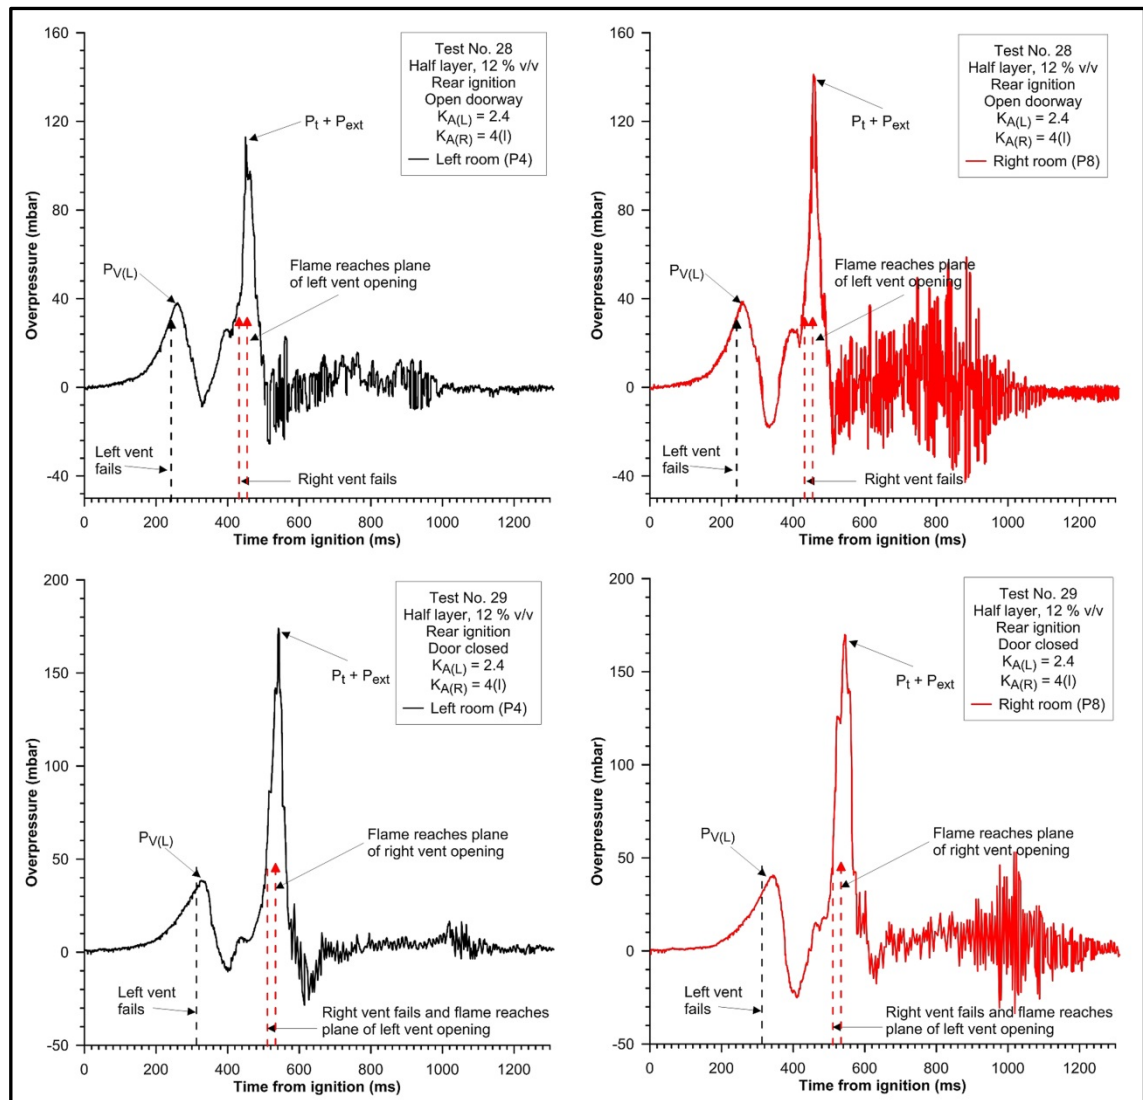 160
120
80
40
0
-40
Overpressure (mbar)
Test No. 28
Half layer, 12 % v/v
Rear ignition
Open doorway
KA(L) = 2.4
KA(R) = 4(l)
Left room (P4)
Pt + Pext
PV(L)
Flame reaches plane
of left vent opening
Left vent
fails
Right vent fails
0 200 400 600 800 1000 1200
Time from ignition (ms)
160
120
80
40
0
-40
Overpressure (mbar)
Test No. 28
Half layer, 12 % v/v
Rear ignition
Open doorway
KA(L) = 2.4
KA(R) = 4(l)
Right room (P8)
Pt + Pext
PV(L)
Flame reaches plane
of left vent opening
Left vent
fails
Right vent fails
0 200 400 600 800 1000 1200
Time from ignition (ms)
200
150
100
50
0
-50
Overpressure (mbar)
Test No. 29
Half layer, 12 % v/v
Rear ignition
Door closed
KA(L) = 2.4
KA(R) = 4(l)
Left room (P4)
Pt + Pext
PV(L)
Flame reaches plane
of right vent opening
Left vent
fails
Right vent fails and flame reaches
plane of left vent opening
0 200 400 600 800 1000 1200
Time from ignition (ms)
200
150
100
50
0
-50
Overpressure (mbar)
Test No. 29
Half layer, 12 % v/v
Rear ignition
Door closed
KA(L) = 2.4
KA(R) = 4(l)
Right room (P8)
Pt + Pext
PV(L)
Flame reaches plane
of right vent opening
Left vent
fails
Right vent fails and flame reaches
plane of left vent opening
0 200 400 600 800 1000 1200
Time from ignition (ms)